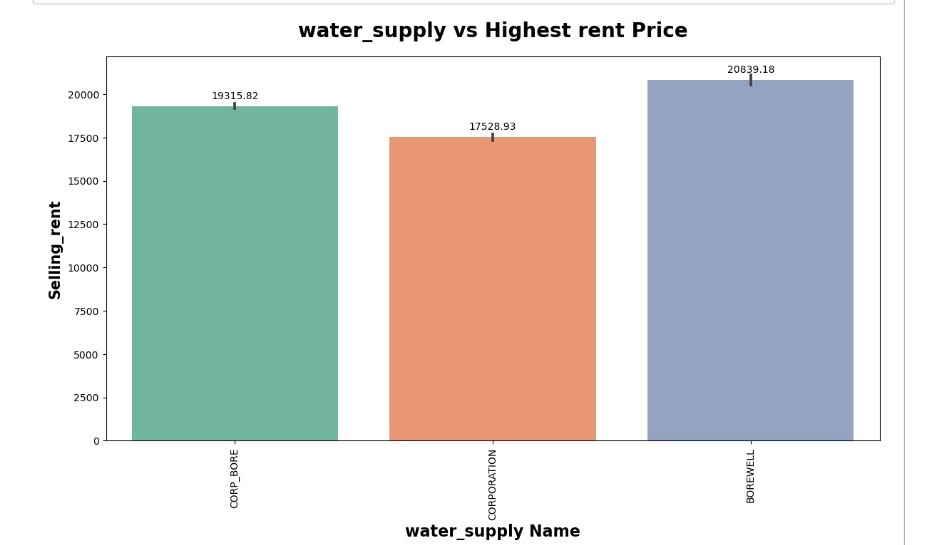 water_supply vs Highest rent Price
20839.18
19315.82
17528.93
20000
17500
15000
12500
10000
7500
5000
2500
0
Selling_rent
CORP_BORE
CORPORATION
BOREWELL
water_supply Name